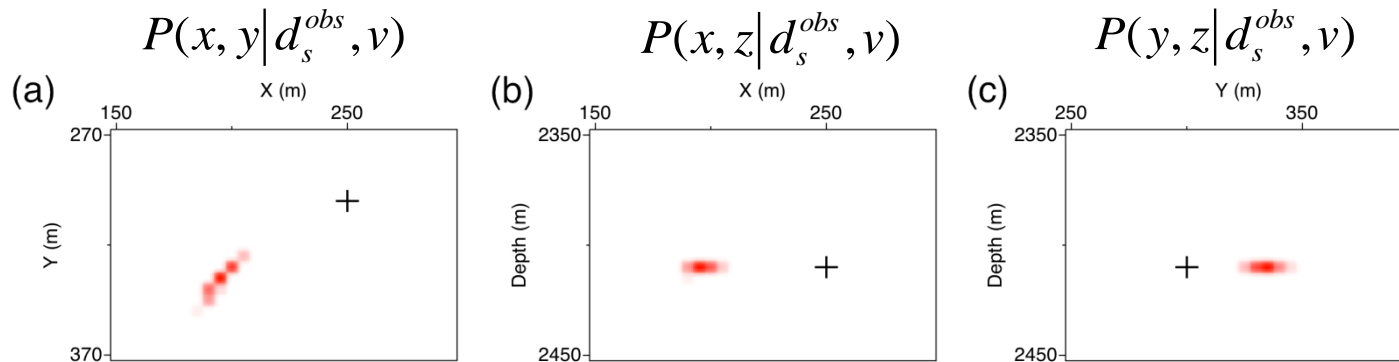 P(x, y|d_s^{obs}, v)
P(x, z|d_s^{obs}, v)
P(y, z|d_s^{obs}, v)
(a)
X (m)
150 250
270
Y (m)
370
(b)
X (m)
150 250
2350
Depth (m)
2450
(c)
Y (m)
250 350
2350
Depth (m)
2450